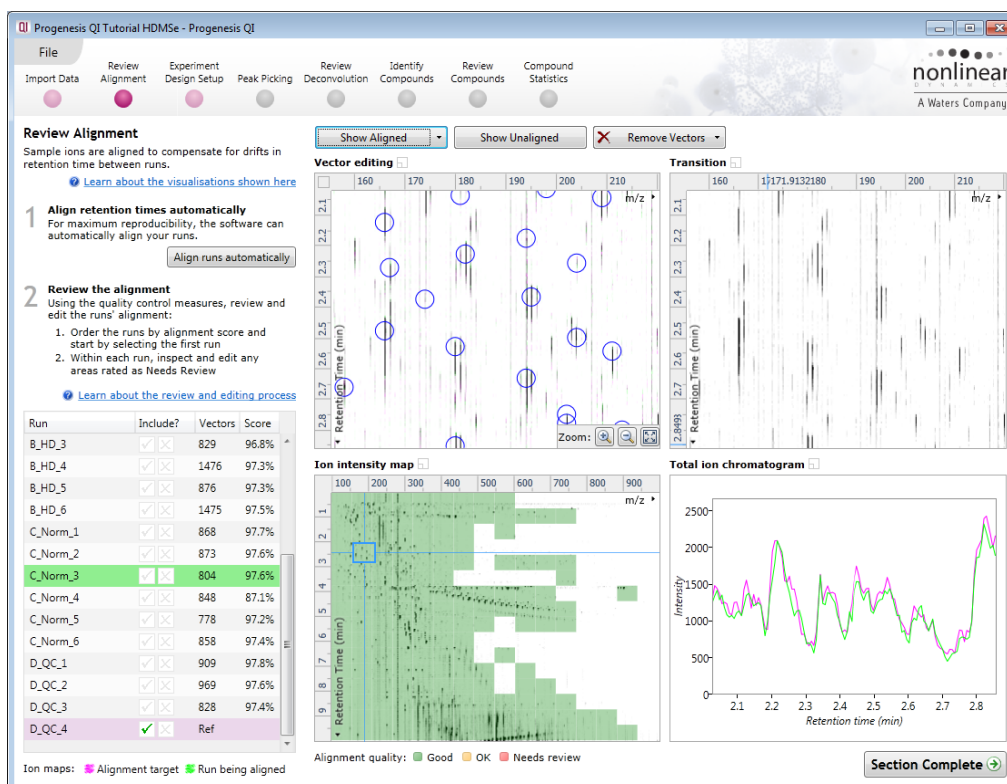 QI Progenesis QI Tutorial HDMSe - Progenesis QI
File
Import Data
Review Alignment
Experiment Design Setup
Peak Picking
Review Deconvolution
Identify Compounds
Review Compounds
Compound Statistics
nonlinear
DYNAMICS
A Waters Company
Review Alignment
Sample ions are aligned to compensate for drifts in
retention time between runs.
Learn about the visualisations shown here
1 Align retention times automatically
For maximum reproducibility, the software can
automatically align your runs.
Align runs automatically
2 Review the alignment
Using the quality control measures, review and
edit the runs' alignment:
1. Order the runs by alignment score and
start by selecting the first run
2. Within each run, inspect and edit any
areas rated as Needs Review
Learn about the review and editing process
Run Include? Vectors Score
B_HD_3 829 96.8%
B_HD_4 1476 97.3%
B_HD_5 876 97.3%
B_HD_6 1475 97.5%
C_Norm_1 868 97.7%
C_Norm_2 873 97.6%
C_Norm_3 804 97.6%
C_Norm_4 848 87.1%
C_Norm_5 778 97.2%
C_Norm_6 858 97.4%
D_QC_1 909 97.8%
D_QC_2 969 97.6%
D_QC_3 828 97.4%
D_QC_4 Ref
Ion maps: Alignment target Run being aligned
Show Aligned
Show Unaligned
Remove Vectors
Vector editing
160 170 180 190 200 210
m/z
2.1
2.2
2.3
2.4
2.5
2.6
2.7
2.8
Retention Time (min)
Zoom:
Transition
160 171.9132 180 190 200 210
m/z
2.1
2.2
2.3
2.4
2.5
2.6
2.7
2.8493
Retention Time (min)
Ion intensity map
100 200 300 400 500 600 700 800 900
m/z
1
2
3
4
5
6
7
8
9
Retention Time (min)
Alignment quality: Good OK Needs review
Total ion chromatogram
2500
2000
1500
1000
500
0
Intensity
2.1 2.2 2.3 2.4 2.5 2.6 2.7 2.8
Retention time (min)
Section Complete